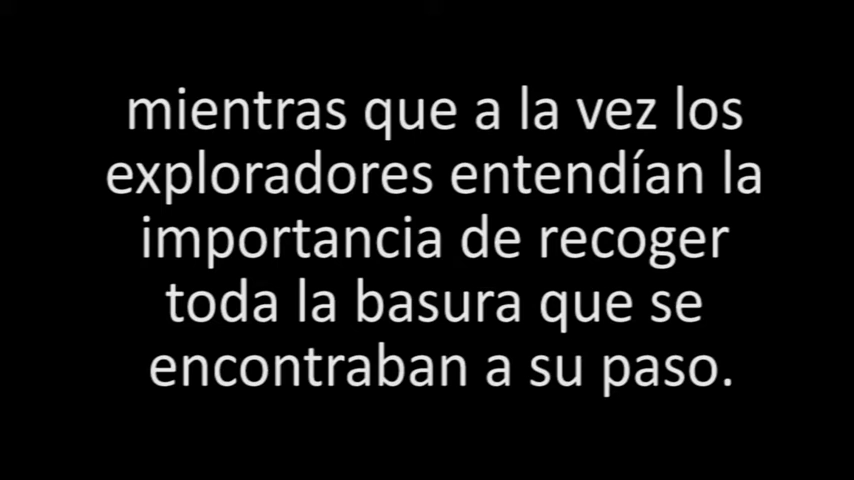 mientras que a la vez los
exploradores entendían la
importancia de recoger
toda la basura que se
encontraban a su paso.